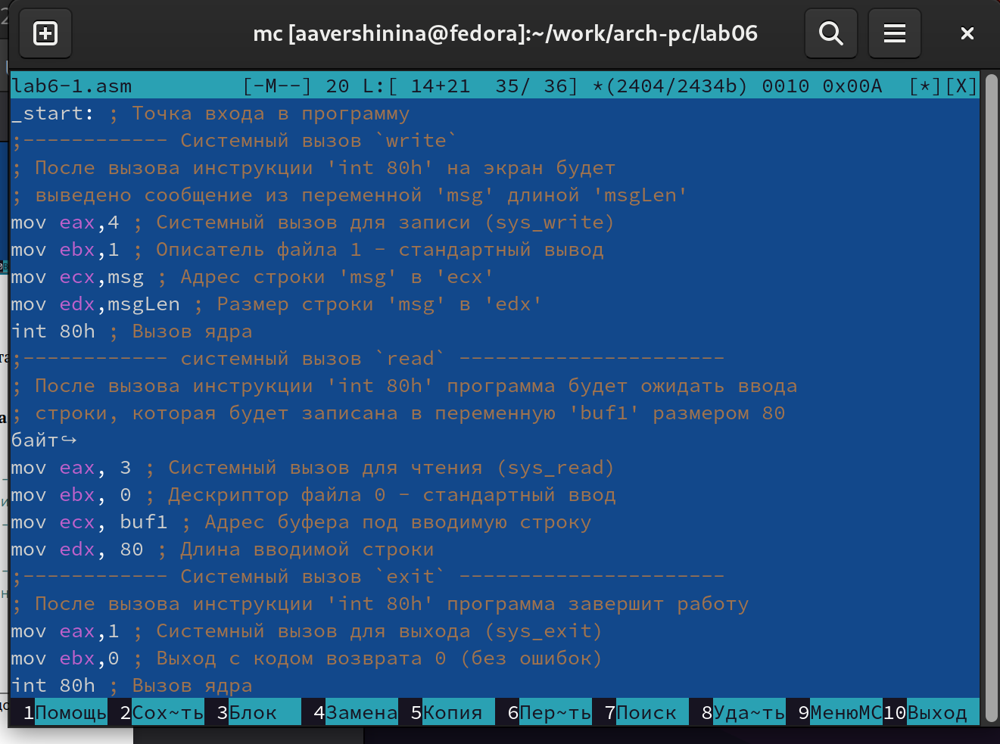 mc [aavershinina@fedora]:~/work/arch-pc/lab06
lab6-1.asm [-M--] 20 L:[ 14+21 35/ 36] *(2404/2434b) 0010 0x00A [*][X]
_start: ; Точка входа в программу
;------------ Системный вызов `write`
; После вызова инструкции 'int 80h' на экран будет
; выведено сообщение из переменной 'msg' длиной 'msgLen'
mov eax,4 ; Системный вызов для записи (sys_write)
mov ebx,1 ; Описатель файла 1 - стандартный вывод
mov ecx,msg ; Адрес строки 'msg' в 'ecx'
mov edx,msgLen ; Размер строки 'msg' в 'edx'
int 80h ; Вызов ядра
;------------ системный вызов `read` ----------------------
; После вызова инструкции 'int 80h' программа будет ожидать ввода
; строки, которая будет записана в переменную 'buf1' размером 80
байт↪
mov eax, 3 ; Системный вызов для чтения (sys_read)
mov ebx, 0 ; Дескриптор файла 0 - стандартный ввод
mov ecx, buf1 ; Адрес буфера под вводимую строку
mov edx, 80 ; Длина вводимой строки
;------------ Системный вызов `exit` ----------------------
; После вызова инструкции 'int 80h' программа завершит работу
mov eax,1 ; Системный вызов для выхода (sys_exit)
mov ebx,0 ; Выход с кодом возврата 0 (без ошибок)
int 80h ; Вызов ядра
1Помощь 2Сох~ть 3Блок 4Замена 5Копия 6Пер~ть 7Поиск 8Уда~ть 9МенюMC 10Выход